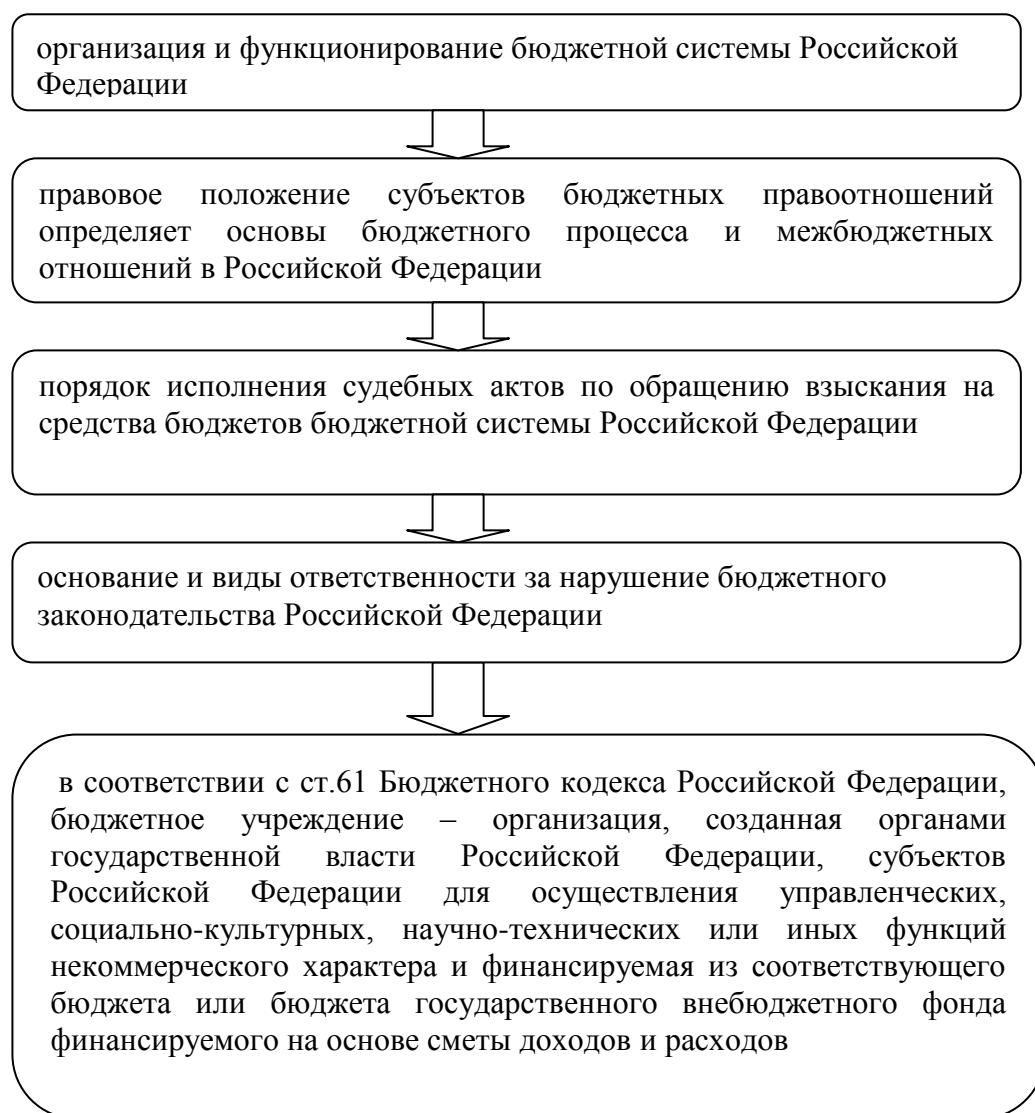 организация и функционирование бюджетной системы Российской
Федерации
правовое положение субъектов бюджетных правоотношений
определяет основы бюджетного процесса и межбюджетных
отношений в Российской Федерации
порядок исполнения судебных актов по обращению взыскания на
средства бюджетов бюджетной системы Российской Федерации
основание и виды ответственности за нарушение бюджетного
законодательства Российской Федерации
в соответствии с ст.61 Бюджетного кодекса Российской Федерации,
бюджетное учреждение – организация, созданная органами
государственной власти Российской Федерации, субъектов
Российской Федерации для осуществления управленческих,
социально-культурных, научно-технических или иных функций
некоммерческого характера и финансируемая из соответствующего
бюджета или бюджета государственного внебюджетного фонда
финансируемого на основе сметы доходов и расходов